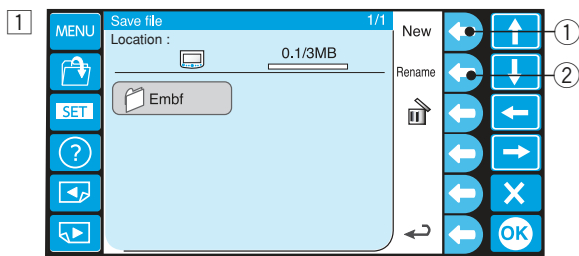 1
MENU
Save file 1/1
New
1
Location :
0.1/3MB
Rename
2
SET
Embf
?
OK